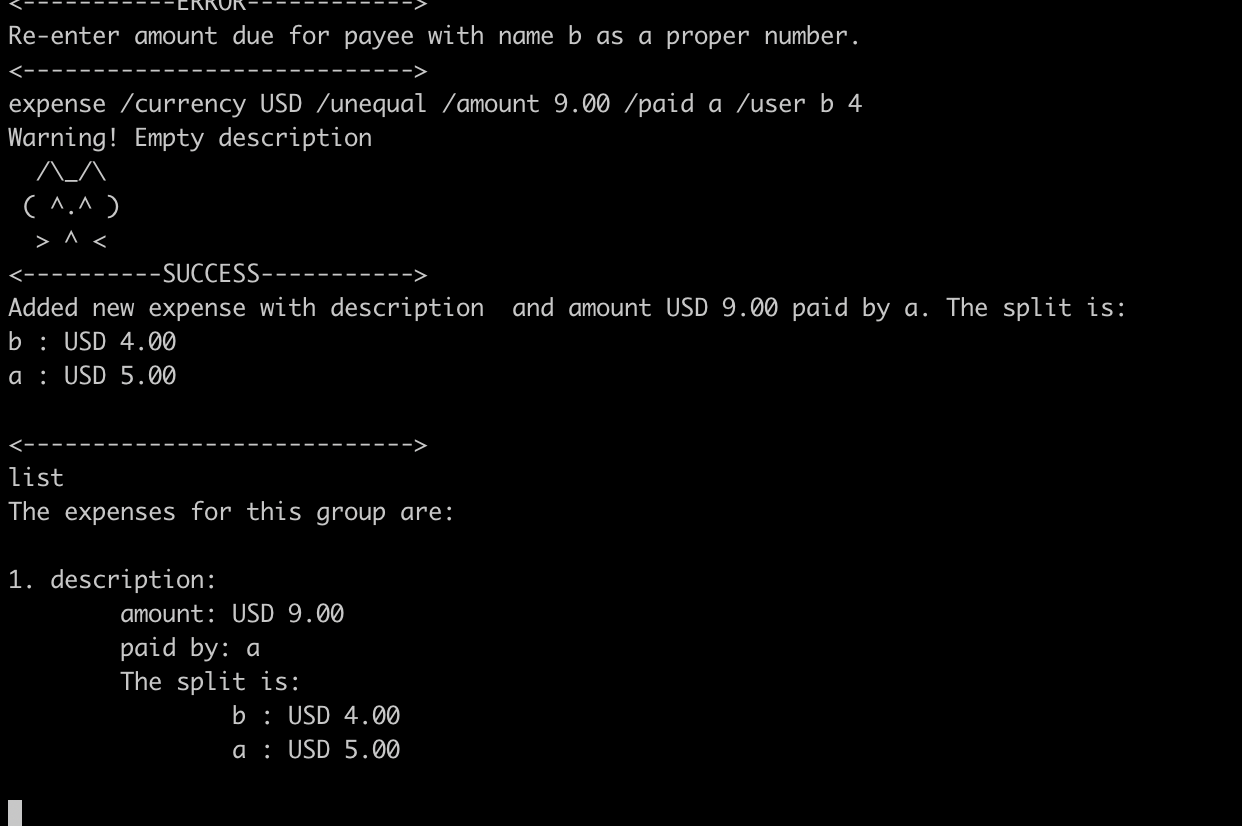 <-----------ERROR------------>
Re-enter amount due for payee with name b as a proper number.
<---------------------------->
expense /currency USD /unequal /amount 9.00 /paid a /user b 4
Warning! Empty description
  /\_/\
 ( ^.^ )
  > ^ <
<----------SUCCESS----------->
Added new expense with description  and amount USD 9.00 paid by a. The split is:
b : USD 4.00
a : USD 5.00
<---------------------------->
list
The expenses for this group are:
1. description:
        amount: USD 9.00
        paid by: a
        The split is:
                b : USD 4.00
                a : USD 5.00